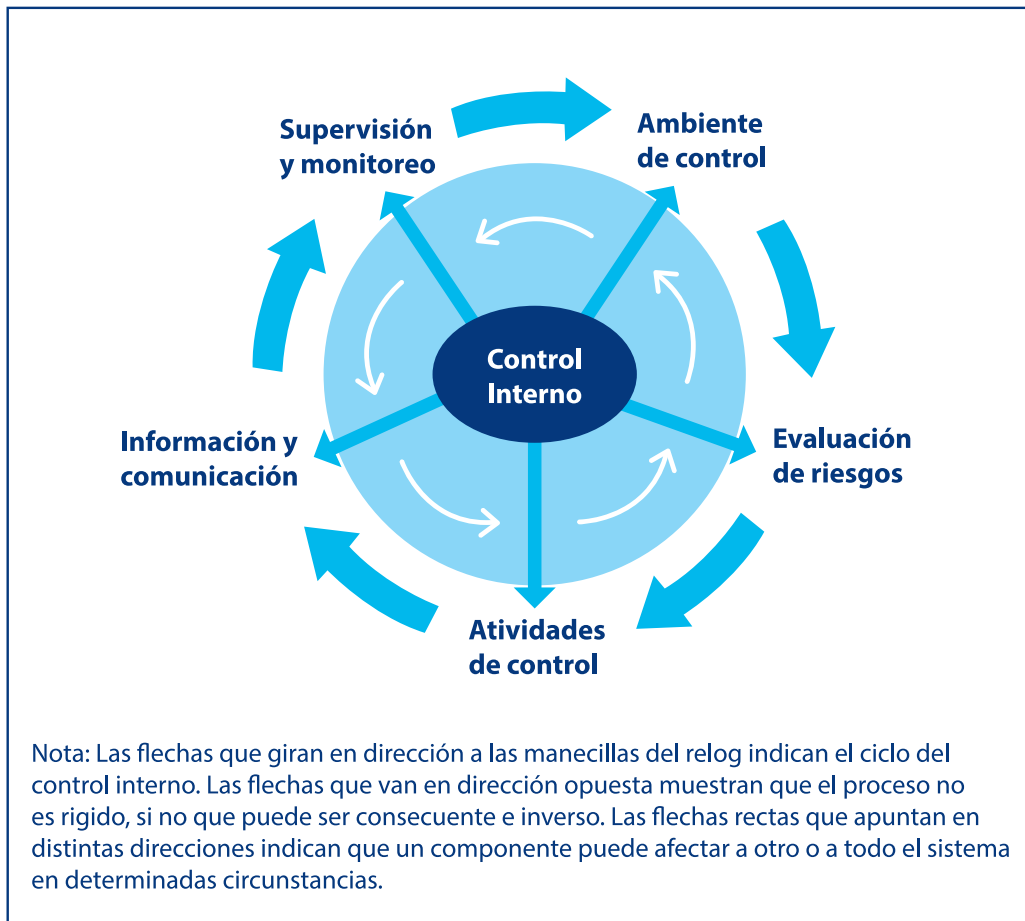 Supervisión
y monitoreo
Ambiente
de control
Control
Interno
Información y
comunicación
Evaluación
de riesgos
Atividades
de control
Nota: Las flechas que giran en dirección a las manecillas del relog indican el ciclo del
control interno. Las flechas que van en dirección opuesta muestran que el proceso no
es rigido, si no que puede ser consecuente e inverso. Las flechas rectas que apuntan en
distintas direcciones indican que un componente puede afectar a otro o a todo el sistema
en determinadas circunstancias.